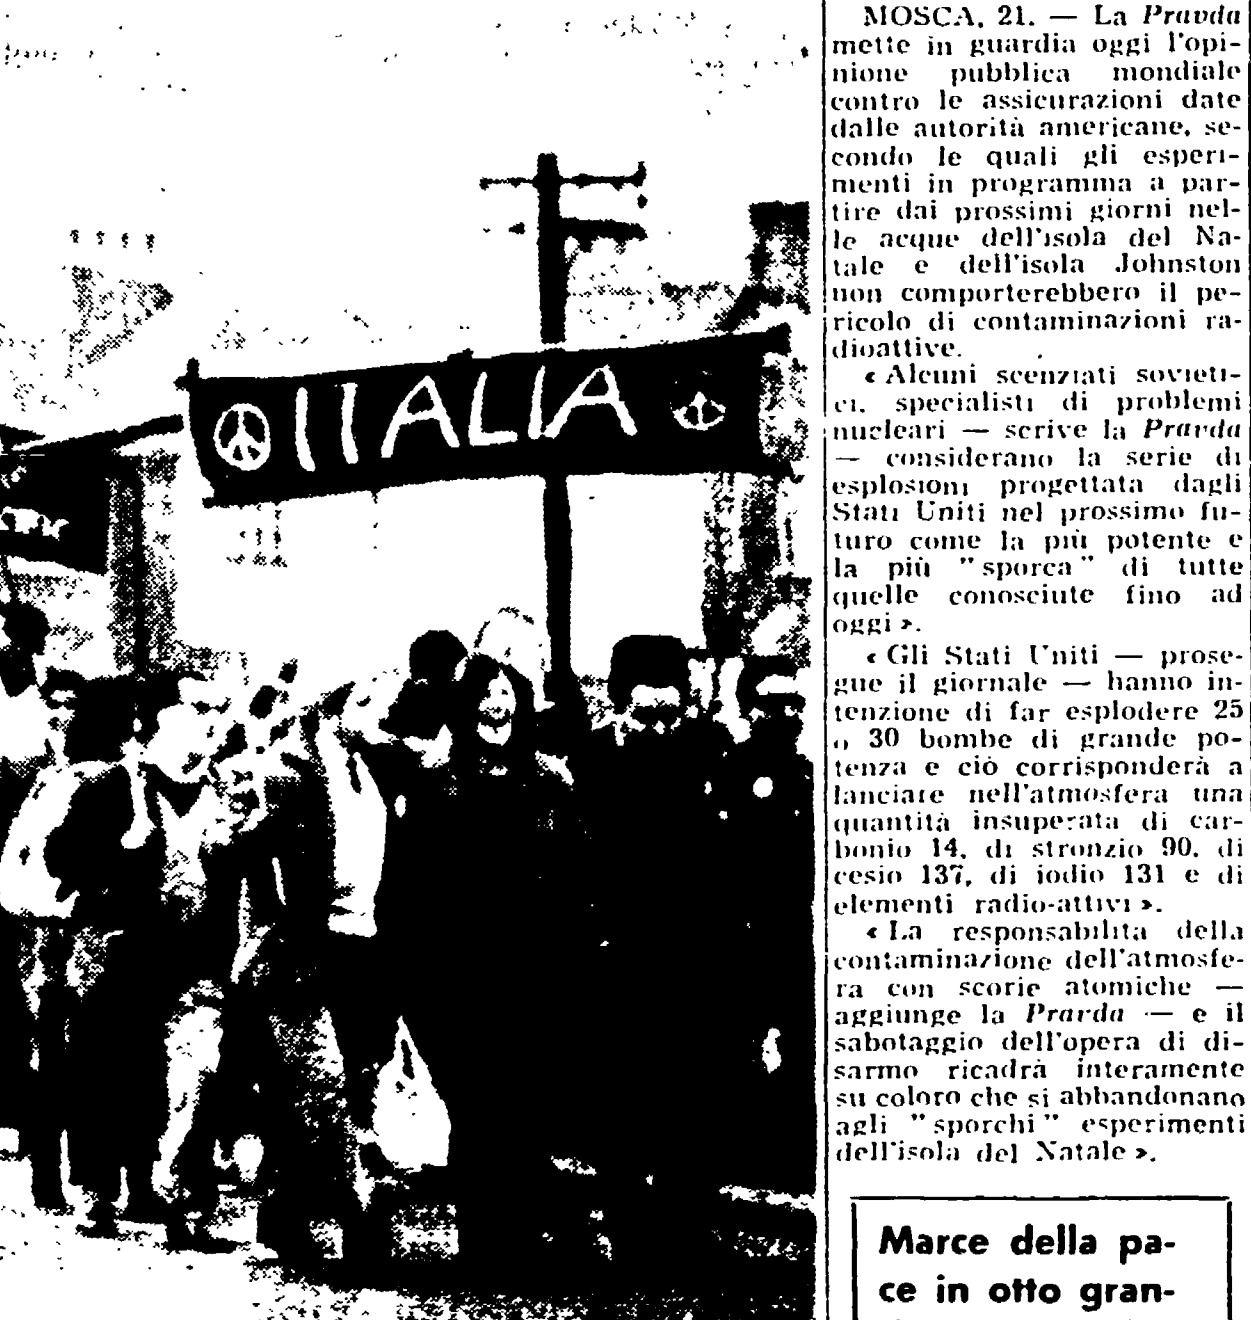 ITALIA
MOSCA, 21. — La Pravda
mette in guardia oggi l'opi-
nione pubblica mondiale
contro le assicurazioni date
dalle autorità americane, se-
condo le quali gli esperi-
menti in programma a par-
tire dai prossimi giorni nel-
le acque dell'isola del Na-
tale e dell'isola Johnston
non comporterebbero il pe-
ricolo di contaminazioni ra-
dioattive.
« Alcuni scenziati sovieti-
ci, specialisti di problemi
nucleari — scrive la Pravda
— considerano la serie di
esplosioni progettata dagli
Stati Uniti nel prossimo fu-
turo come la più potente e
la più "sporca" di tutte
quelle conosciute fino ad
oggi ».
« Gli Stati Uniti — prose-
gue il giornale — hanno in-
tenzione di far esplodere 25
o 30 bombe di grande po-
tenza e ciò corrisponderà a
lanciare nell'atmosfera una
quantità insuperata di car-
bonio 14, di stronzio 90, di
cesio 137, di iodio 131 e di
elementi radio-attivi ».
« La responsabilità della
contaminazione dell'atmosfe-
ra con scorie atomiche —
aggiunge la Pravda — e il
sabotaggio dell'opera di di-
sarmo ricadrà interamente
su coloro che si abbandonano
agli "sporchi" esperimenti
dell'isola del Natale ».
Marce della pa-
ce in otto gran-